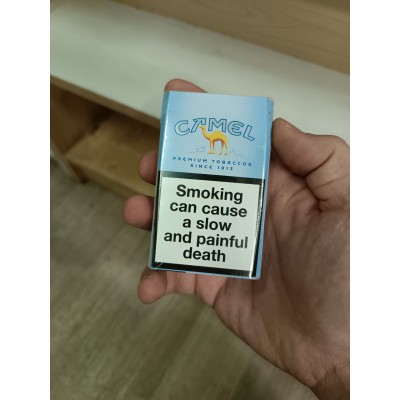 CAMEL
PREMIUM TOBACCOS
SINCE 1913
Smoking
can cause
a slow
and painful
death